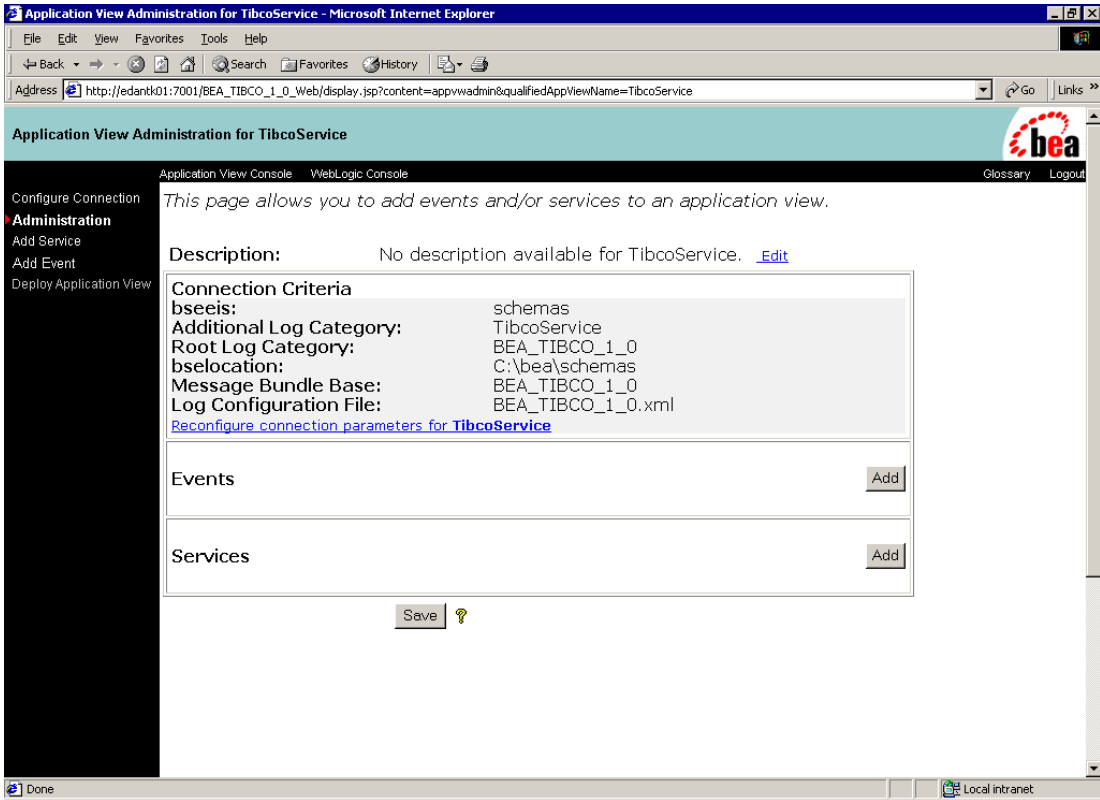 Application View Administration for TibcoService - Microsoft Internet Explorer
File Edit View Favorites Tools Help
Back Search Favorites History
Address http://edantk01:7001/BEA_TIBCO_1_0_Web/display.jsp?content=appvwadmin&qualifiedAppViewName=TibcoService Go Links »
Application View Administration for TibcoService
bea
Application View Console WebLogic Console Glossary Logout
Configure Connection
Administration
Add Service
Add Event
Deploy Application View
This page allows you to add events and/or services to an application view.
Description: No description available for TibcoService. Edit
Connection Criteria
bseeis: schemas
Additional Log Category: TibcoService
Root Log Category: BEA_TIBCO_1_0
bselocation: C:\bea\schemas
Message Bundle Base: BEA_TIBCO_1_0
Log Configuration File: BEA_TIBCO_1_0.xml
Reconfigure connection parameters for TibcoService
Events Add
Services Add
Save ?
Done Local intranet